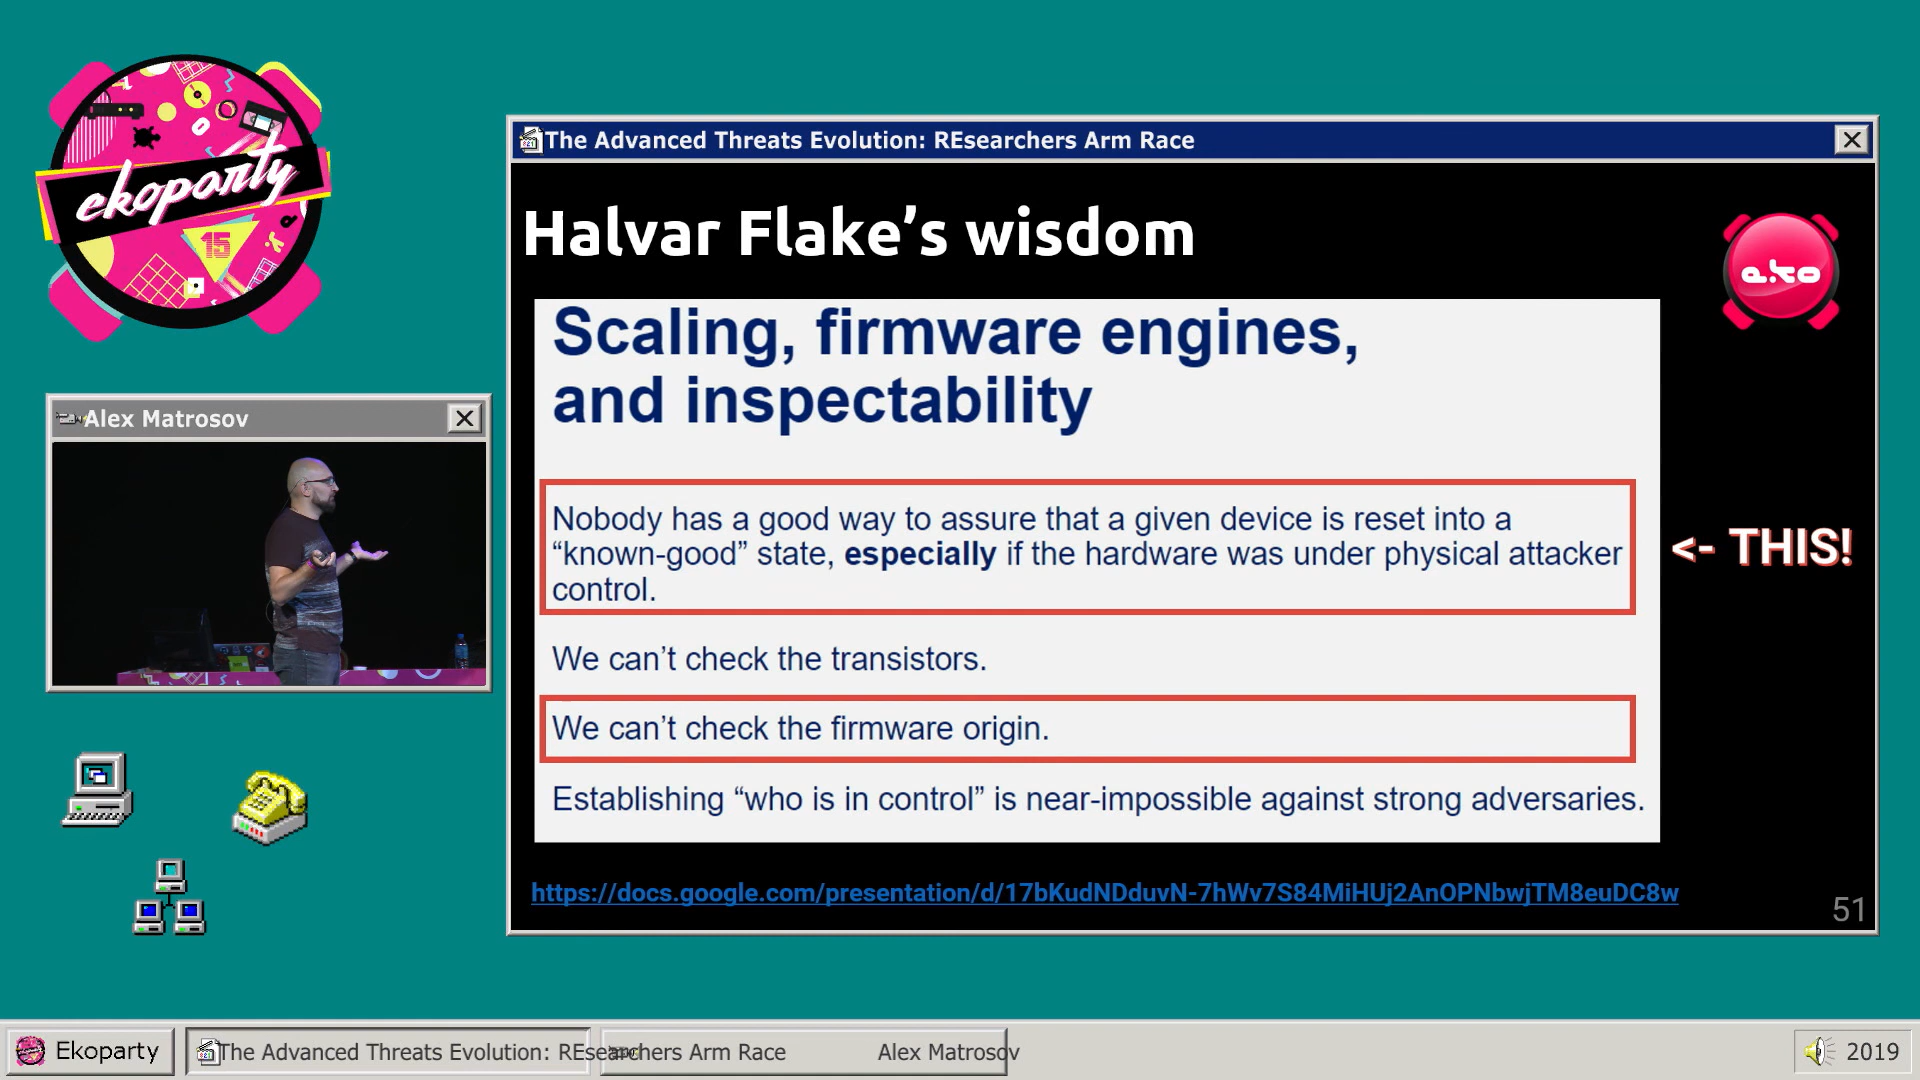 ekoparty
15
The Advanced Threats Evolution: REsearchers Arm Race
Halvar Flake’s wisdom
eko
Scaling, firmware engines,
and inspectability
Nobody has a good way to assure that a given device is reset into a
“known-good” state, especially if the hardware was under physical attacker
control.
<- THIS!
We can’t check the transistors.
We can’t check the firmware origin.
Establishing “who is in control” is near-impossible against strong adversaries.
https://docs.google.com/presentation/d/17bKudNDduvN-7hWv7S84MiHUj2AnOPNbwjTM8euDC8w
51
Alex Matrosov
Ekoparty
The Advanced Threats Evolution: REsearchers Arm Race
Alex Matrosov
2019